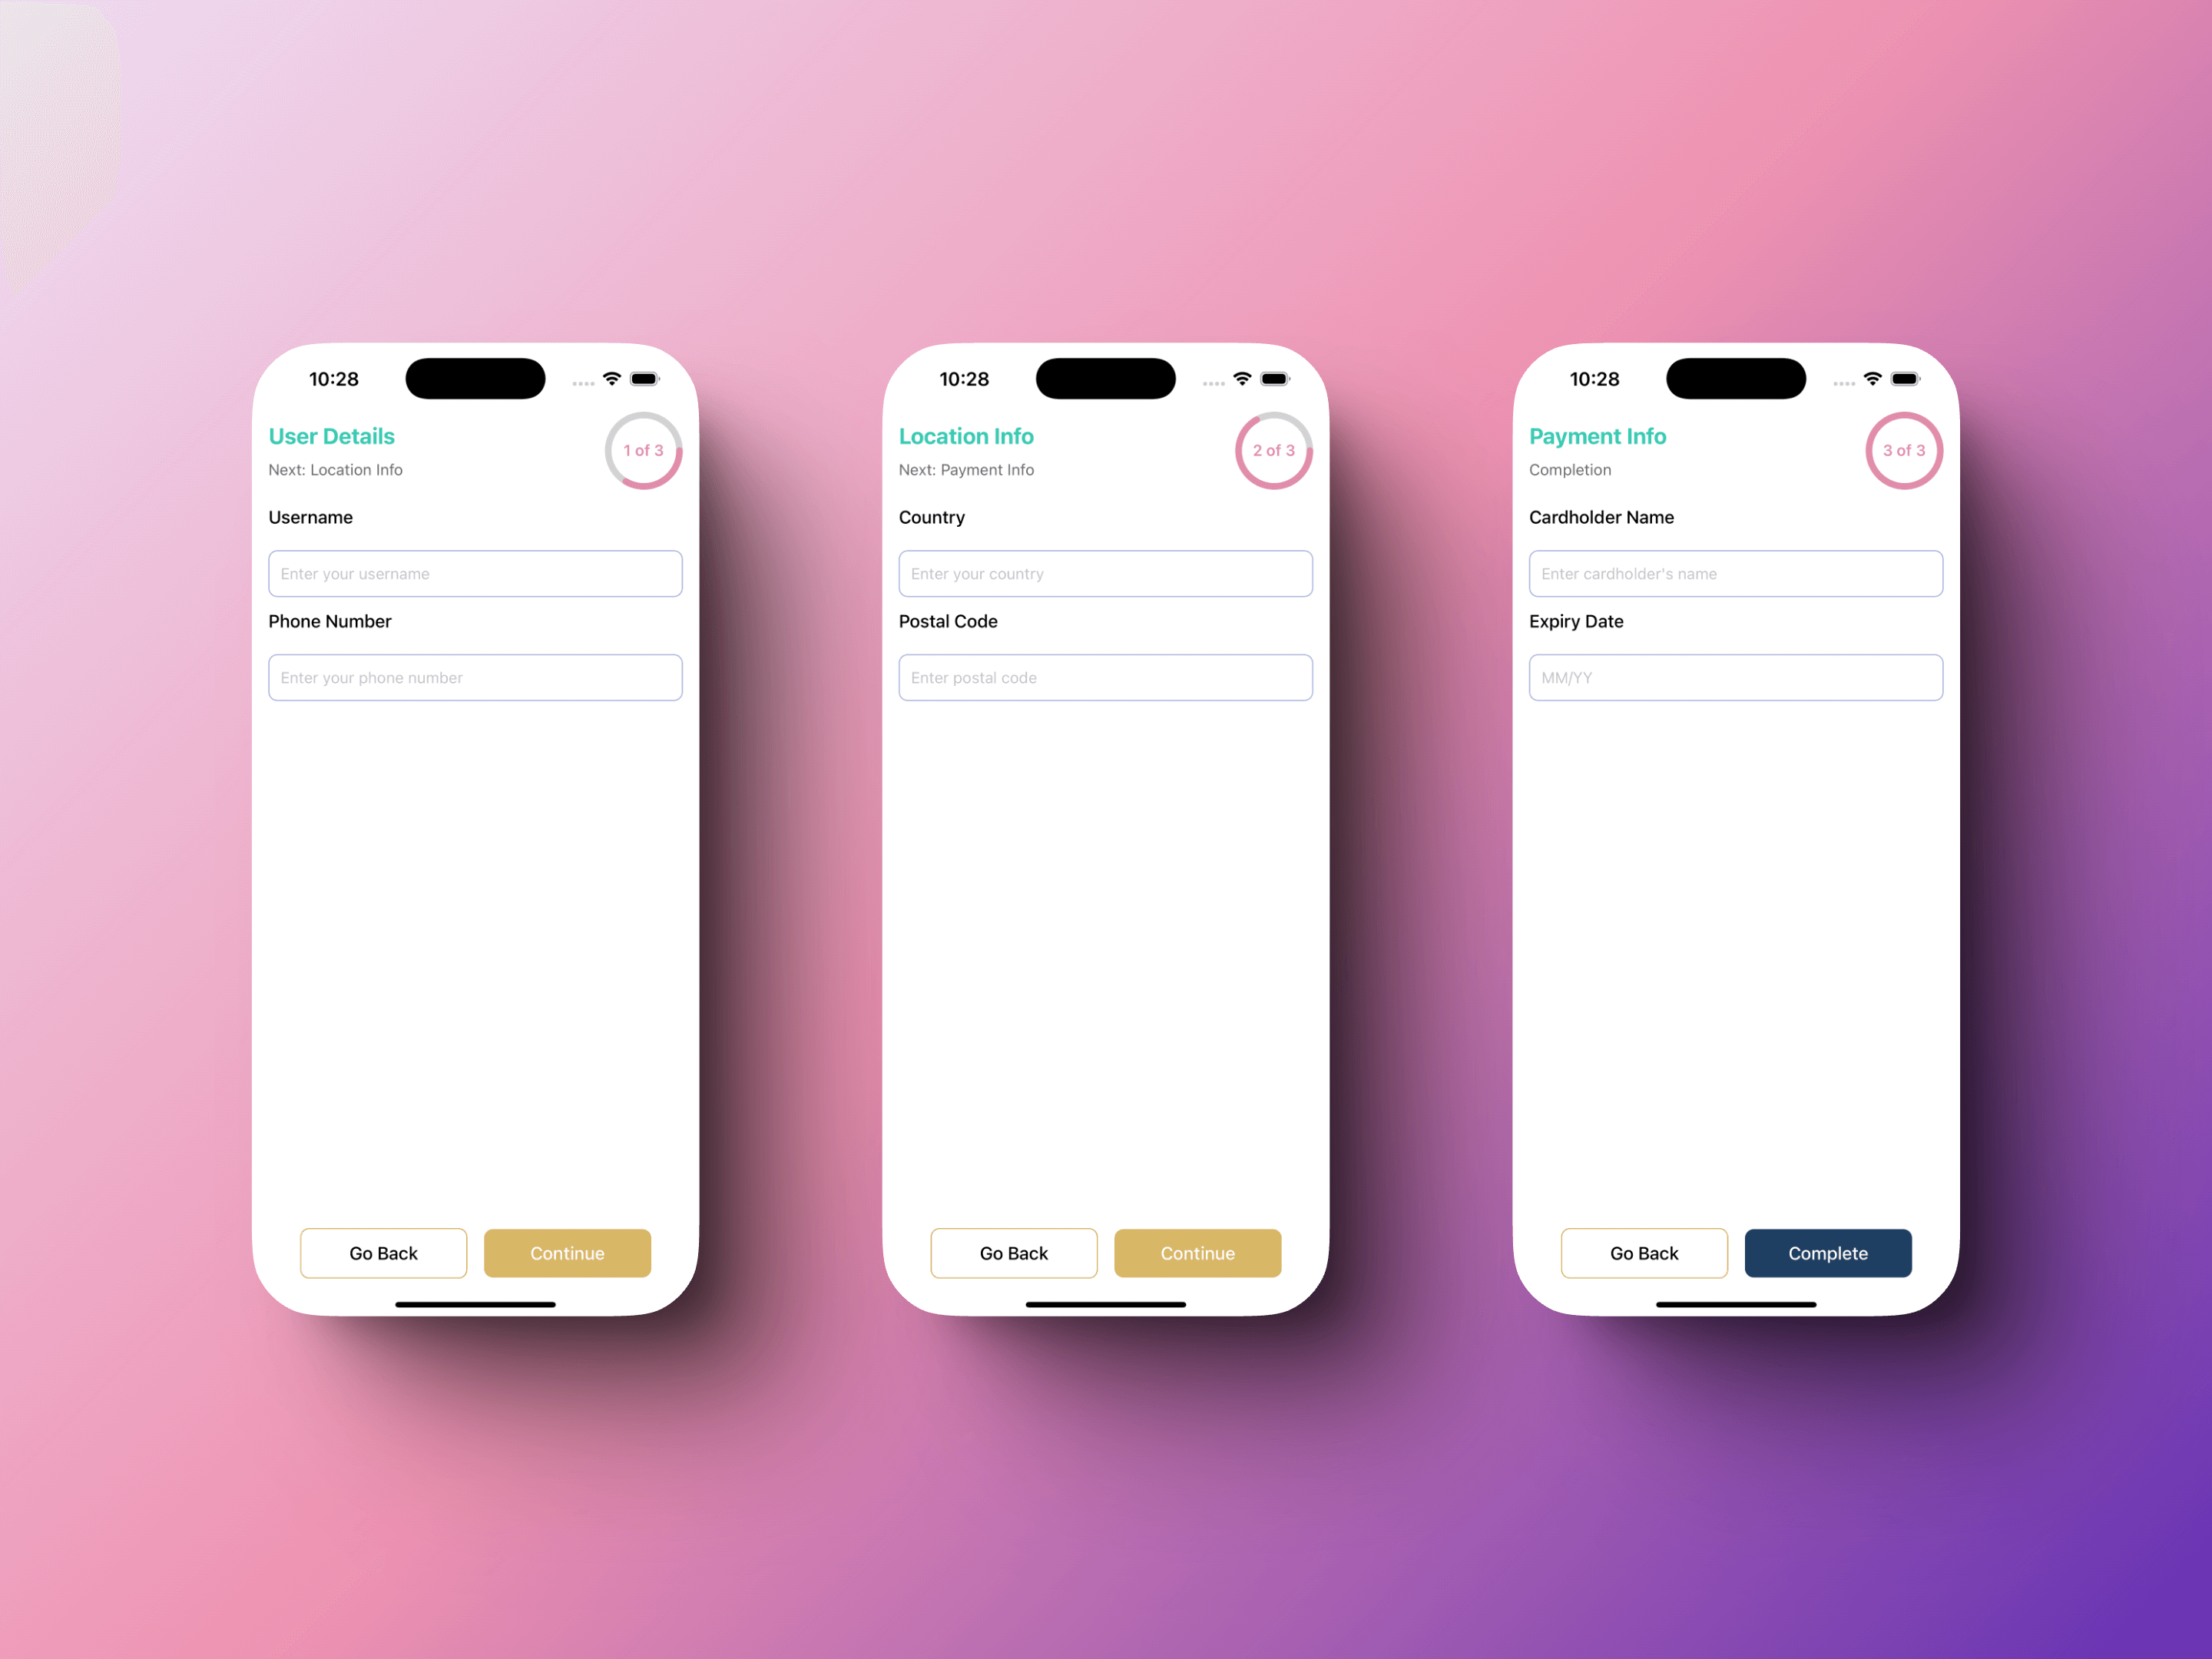 10:28
User Details
1 of 3
Next: Location Info
Username
Enter your username
Phone Number
Enter your phone number
Go Back
Continue
10:28
Location Info
2 of 3
Next: Payment Info
Country
Enter your country
Postal Code
Enter postal code
Go Back
Continue
10:28
Payment Info
3 of 3
Completion
Cardholder Name
Enter cardholder's name
Expiry Date
MM/YY
Go Back
Complete